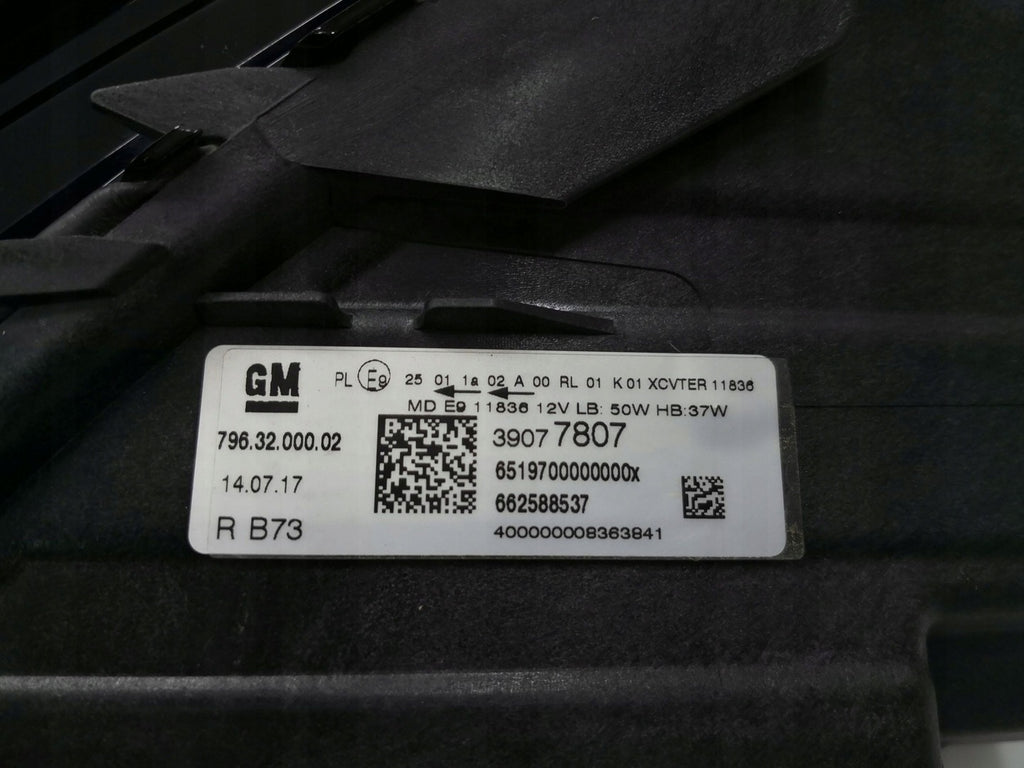 GM
PL E9 25 01 1a 02 A 00 RL 01 K 01 XCVTER 11836
MD E9 11836 12V LB: 50W HB:37W
796.32.000.02
3907 7807
14.07.17
6519700000000x
662588537
R B73
400000008363841